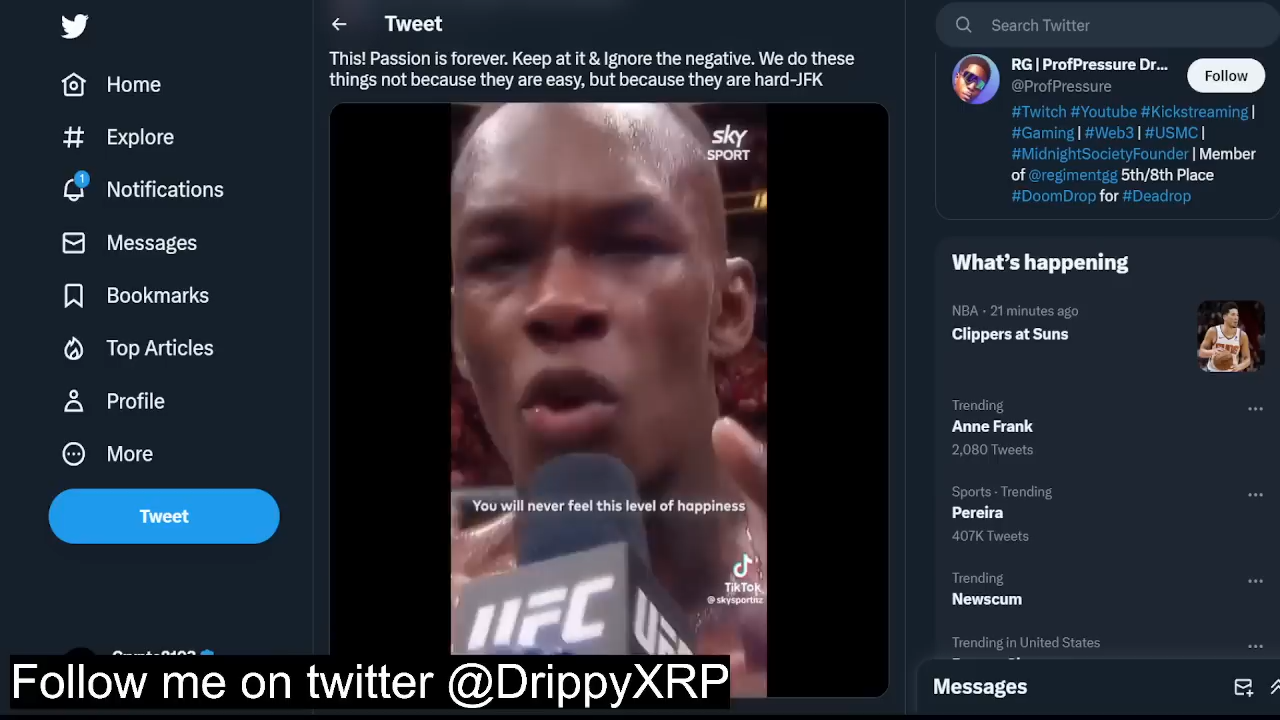 Home
Explore
1
Notifications
Messages
Bookmarks
Top Articles
Profile
More
Tweet
Tweet
This! Passion is forever. Keep at it & Ignore the negative. We do these
things not because they are easy, but because they are hard-JFK
sky
SPORT
You will never feel this level of happiness
TikTok
@skysportnz
UFC
Search Twitter
RG | ProfPressure Dr...
@ProfPressure
Follow
#Twitch #Youtube #Kickstreaming |
#Gaming | #Web3 | #USMC |
#MidnightSocietyFounder | Member
of @regimentgg 5th/8th Place
#DoomDrop for #Deadrop
What's happening
NBA · 21 minutes ago
Clippers at Suns
Trending
Anne Frank
2,080 Tweets
Sports · Trending
Pereira
407K Tweets
Trending
Newscum
Trending in United States
Messages
Follow me on twitter @DrippyXRP